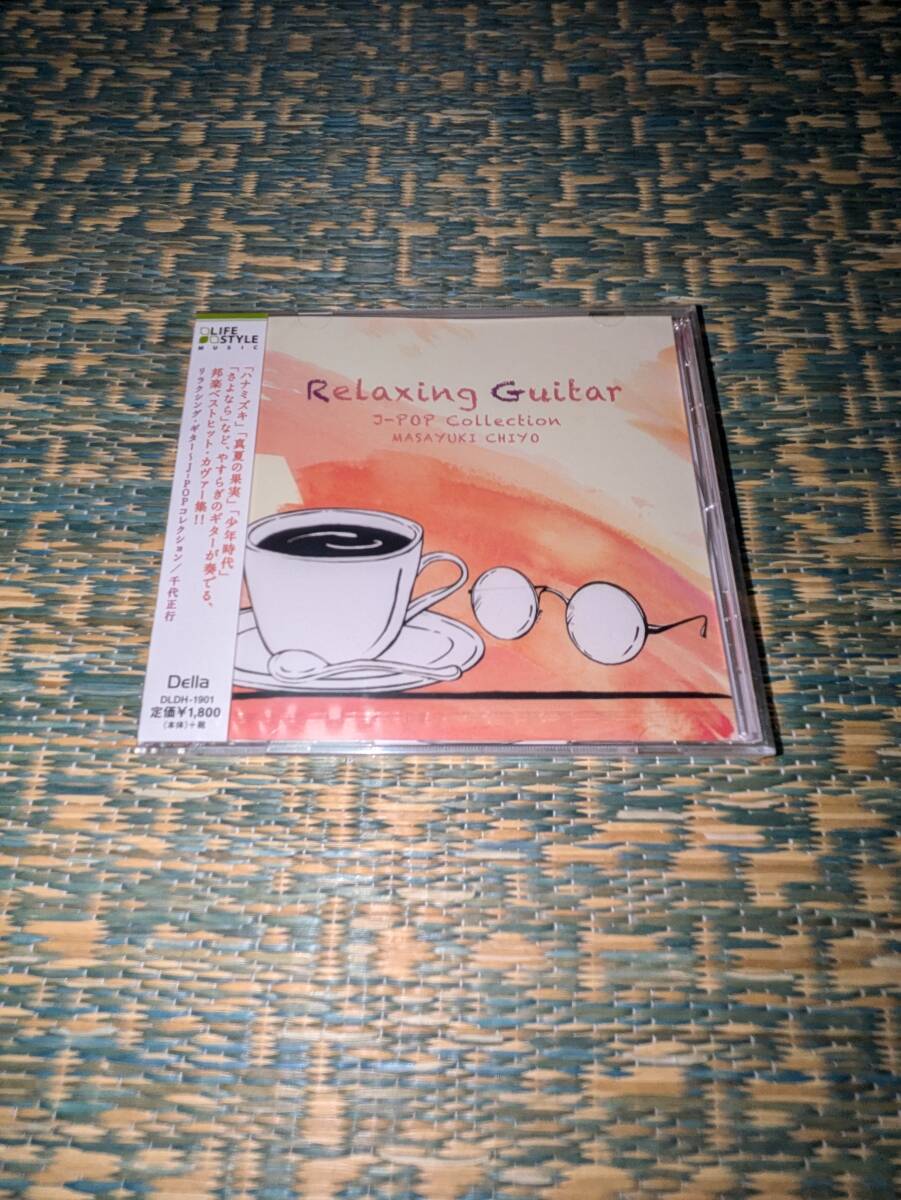 LIFE
STYLE
MUSIC
「ハナミズキ」「真夏の果実」「少年時代」
「さよなら」など、やすらぎのギターが奏でる、
邦楽ベストヒット・カヴァー集!!
リラクシング・ギター〜J-POPコレクション/千代正行
Della
DLDH-1901
定価¥1,800
(本体)+税
Relaxing Guitar
J-POP Collection
MASAYUKI CHIYO